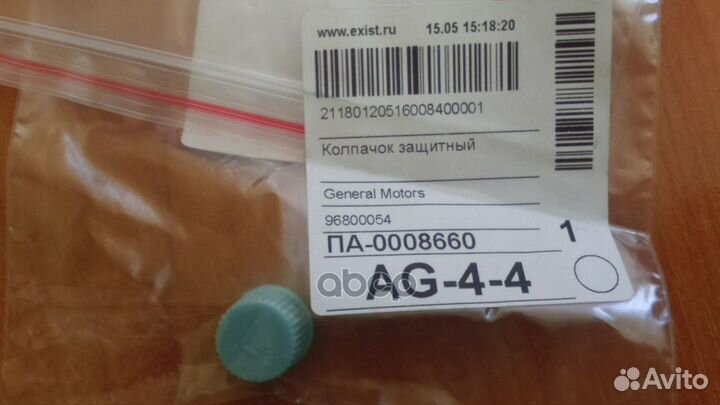 www.exist.ru 15.05 15:18:20
21180120516008400001
Колпачок защитный
General Motors
96800054
ПА-0008660 1
AG-4-4
L
Avito